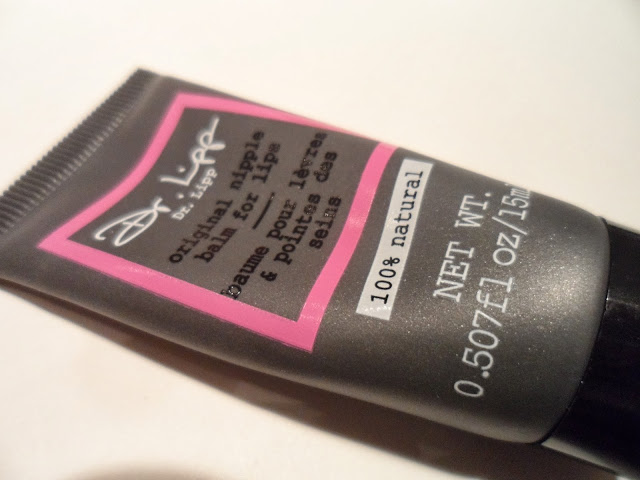 Dr. Lipp
Dr. Lipp
original nipple
balm for lips
baume pour lèvres
& pointes des
seins
100% natural
NET WT.
0.507fl oz/15ml